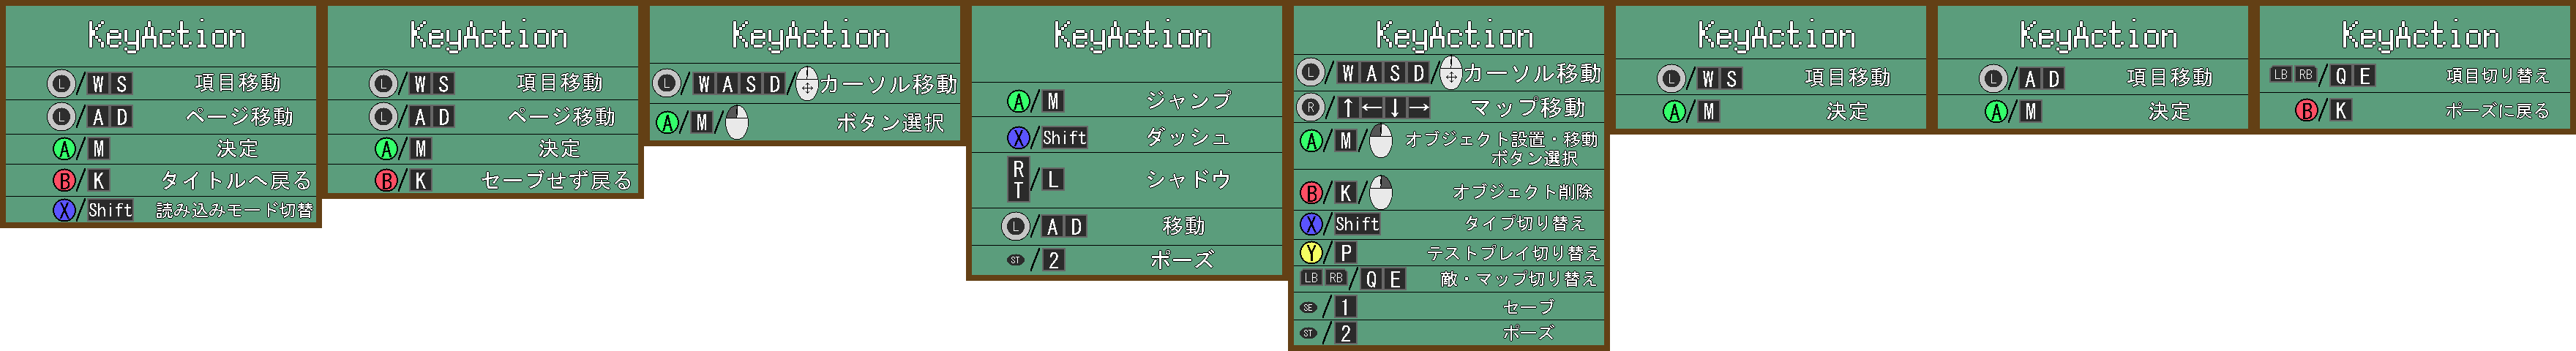 KeyAction
L/W S 項目移動
L/A D ページ移動
A/M 決定
B/K タイトルへ戻る
X/Shift 読み込みモード切替
KeyAction
L/W S 項目移動
L/A D ページ移動
A/M 決定
B/K セーブせず戻る
KeyAction
L/W A S D/カーソル移動
A/M/ボタン選択
KeyAction
A/M ジャンプ
X/Shift ダッシュ
RT/L シャドウ
L/A D 移動
ST/2 ポーズ
KeyAction
L/W A S D/カーソル移動
R/↑←↓→ マップ移動
A/M/オブジェクト設置・移動
ボタン選択
B/K/オブジェクト削除
X/Shift タイプ切り替え
Y/P テストプレイ切り替え
LB RB/Q E 敵・マップ切り替え
SE/1 セーブ
ST/2 ポーズ
KeyAction
L/W S 項目移動
A/M 決定
KeyAction
L/A D 項目移動
A/M 決定
KeyAction
LB RB/Q E 項目切り替え
B/K ポーズに戻る